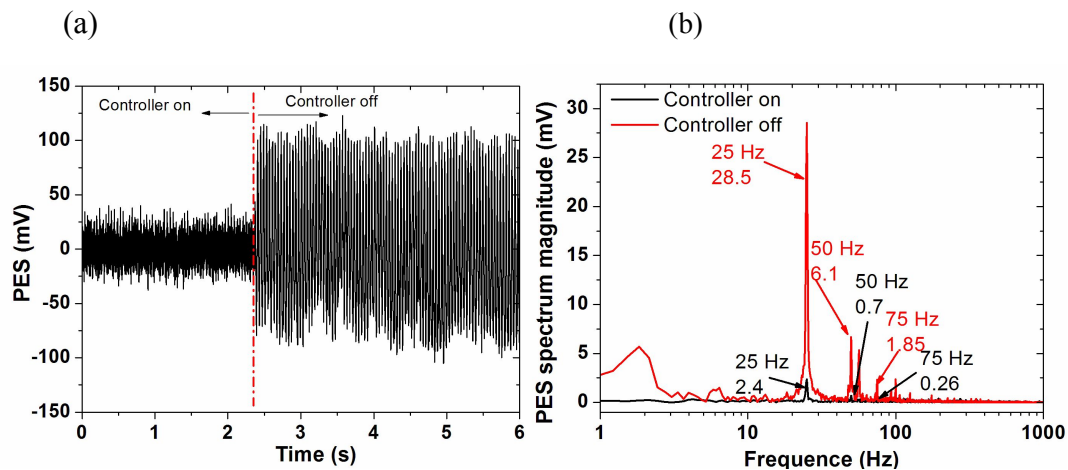 (a)
(b)
150
100
50
0
-50
-100
-150
PES (mV)
Controller on
Controller off
0
1
2
3
4
5
6
Time (s)
30
25
20
15
10
5
0
PES spectrum magnitude (mV)
Controller on
Controller off
25 Hz
28.5
50 Hz
6.1
50 Hz
0.7
75 Hz
1.85
25 Hz
2.4
75 Hz
0.26
1
10
100
1000
Frequence (Hz)